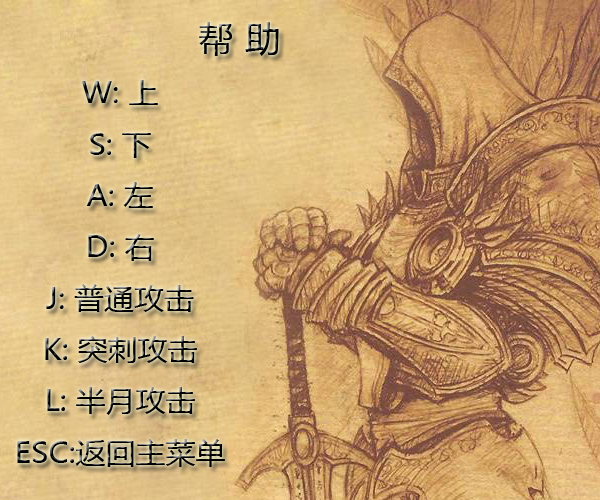 帮 助
W: 上
S: 下
A: 左
D: 右
J: 普通攻击
K: 突刺攻击
L: 半月攻击
ESC:返回主菜单